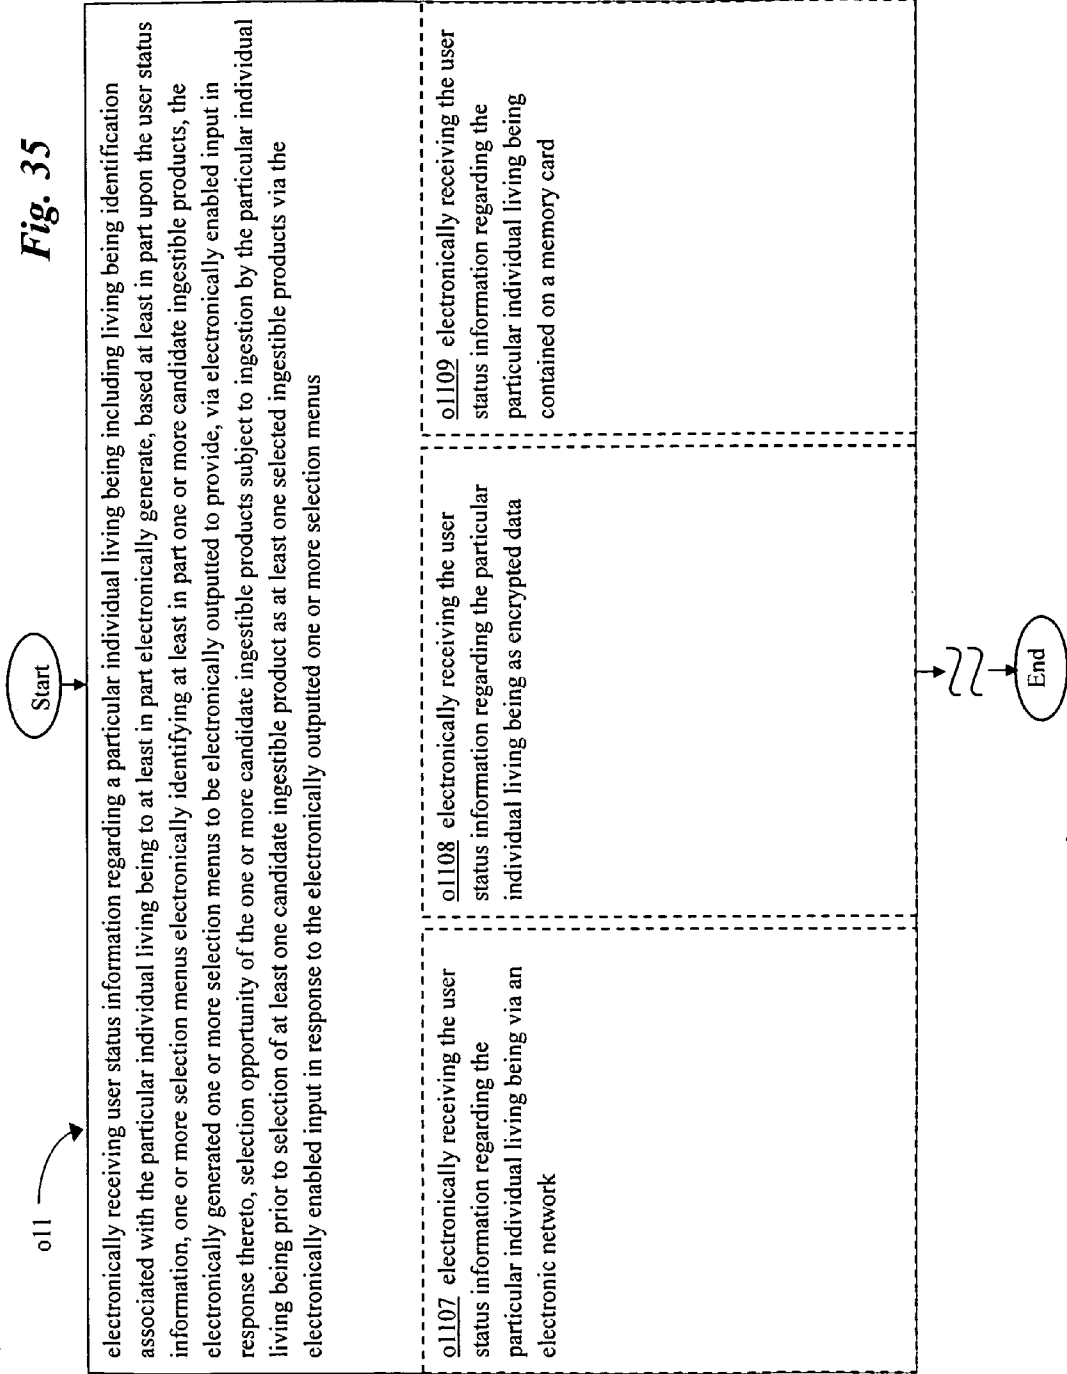 Fig. 35
Start
o11
electronically receiving user status information regarding a particular individual living being including living being identification
associated with the particular individual living being to at least in part electronically generate, based at least in part upon the user status
information, one or more selection menus electronically identifying at least in part one or more candidate ingestible products, the
electronically generated one or more selection menus to be electronically outputted to provide, via electronically enabled input in
response thereto, selection opportunity of the one or more candidate ingestible products subject to ingestion by the particular individual
living being prior to selection of at least one candidate ingestible product as at least one selected ingestible products via the
electronically enabled input in response to the electronically outputted one or more selection menus
o1107 electronically receiving the user
status information regarding the
particular individual living being via an
electronic network
o1108 electronically receiving the user
status information regarding the particular
individual living being as encrypted data
o1109 electronically receiving the user
status information regarding the
particular individual living being
contained on a memory card
End